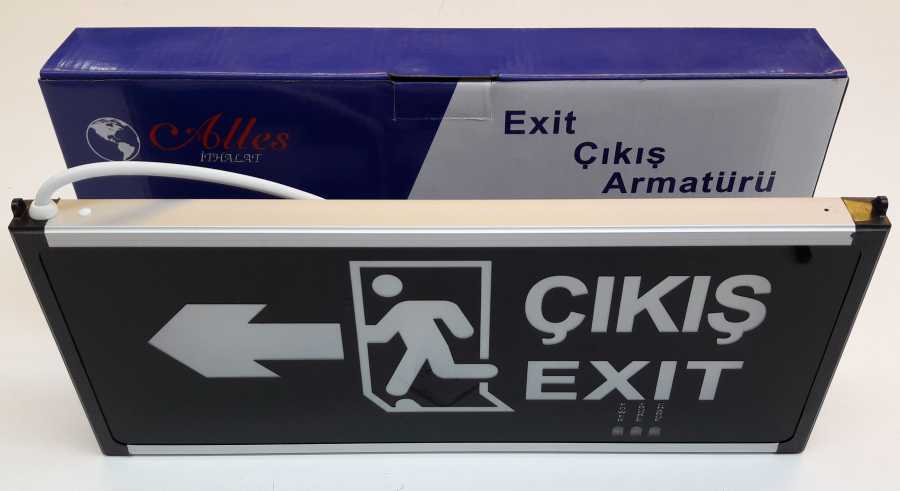 Alles
İTHALAT
Exit
Çıkış
Armatürü
ÇIKIŞ
EXIT